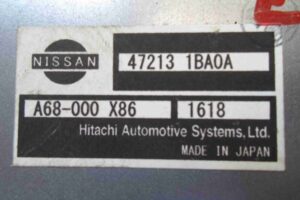 NISSAN 47213 1BA0A
A68-000 X86 1618
Hitachi Automotive Systems, Ltd.
MADE IN JAPAN